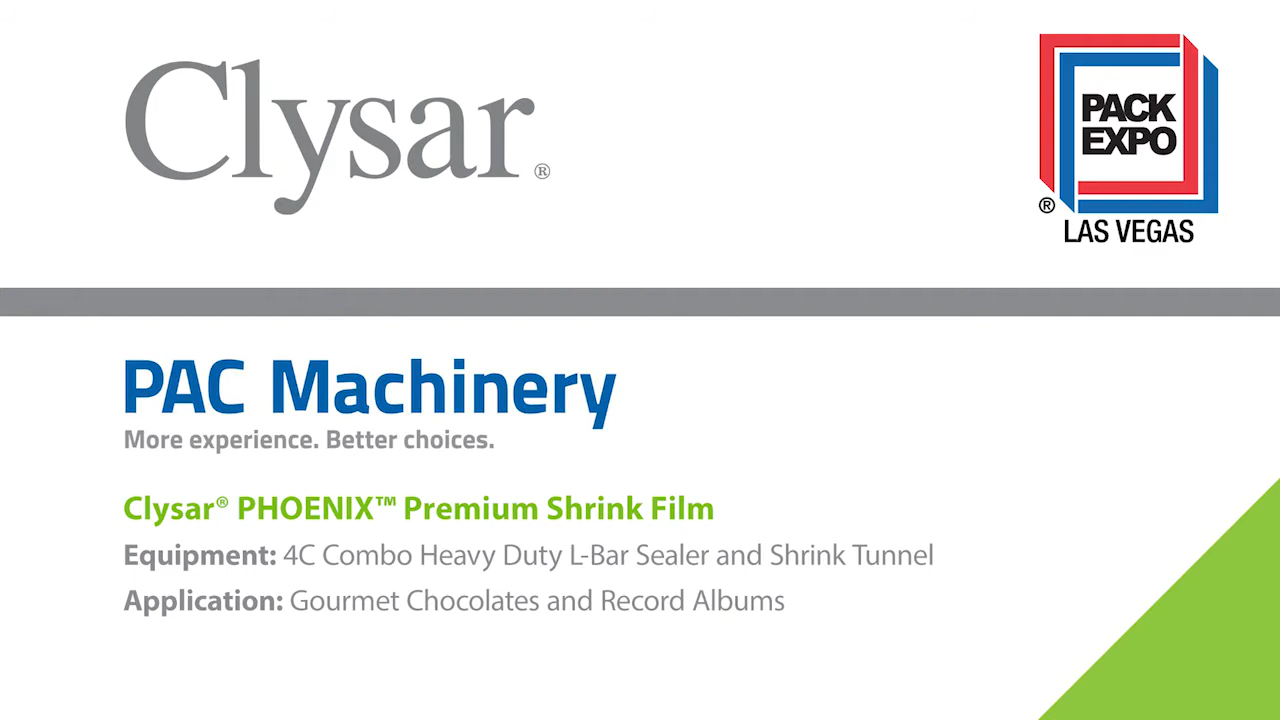 Clysar®
PACK
EXPO
®
LAS VEGAS
PAC Machinery
More experience. Better choices.
Clysar® PHOENIX™ Premium Shrink Film
Equipment: 4C Combo Heavy Duty L-Bar Sealer and Shrink Tunnel
Application: Gourmet Chocolates and Record Albums